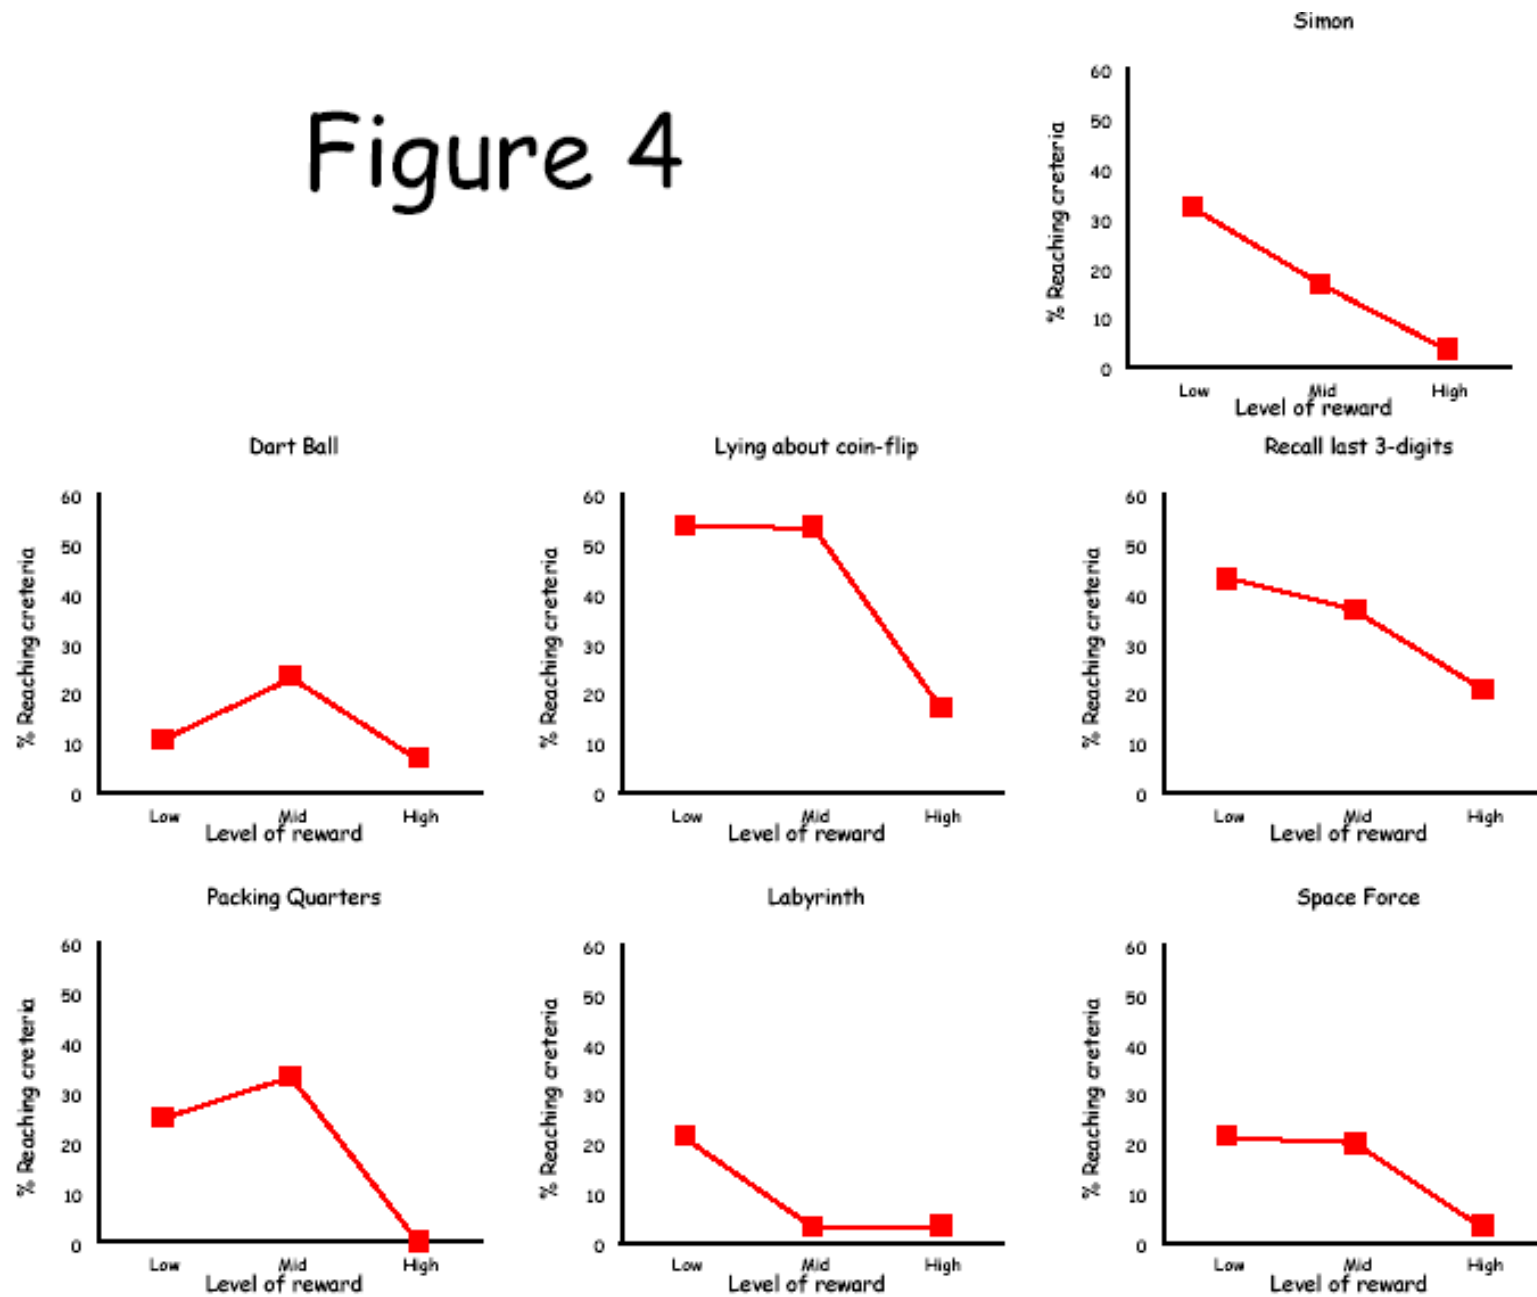 Simon
Figure 4
% Reaching creteria
60
50
40
30
20
10
0
Low Mid High
Level of reward
Dart Ball
% Reaching creteria
60
50
40
30
20
10
0
Low Mid High
Level of reward
Lying about coin-flip
% Reaching creteria
60
50
40
30
20
10
0
Low Mid High
Level of reward
Recall last 3-digits
% Reaching creteria
60
50
40
30
20
10
0
Low Mid High
Level of reward
Packing Quarters
% Reaching creteria
60
50
40
30
20
10
0
Low Mid High
Level of reward
Labyrinth
% Reaching creteria
60
50
40
30
20
10
0
Low Mid High
Level of reward
Space Force
% Reaching creteria
60
50
40
30
20
10
0
Low Mid High
Level of reward